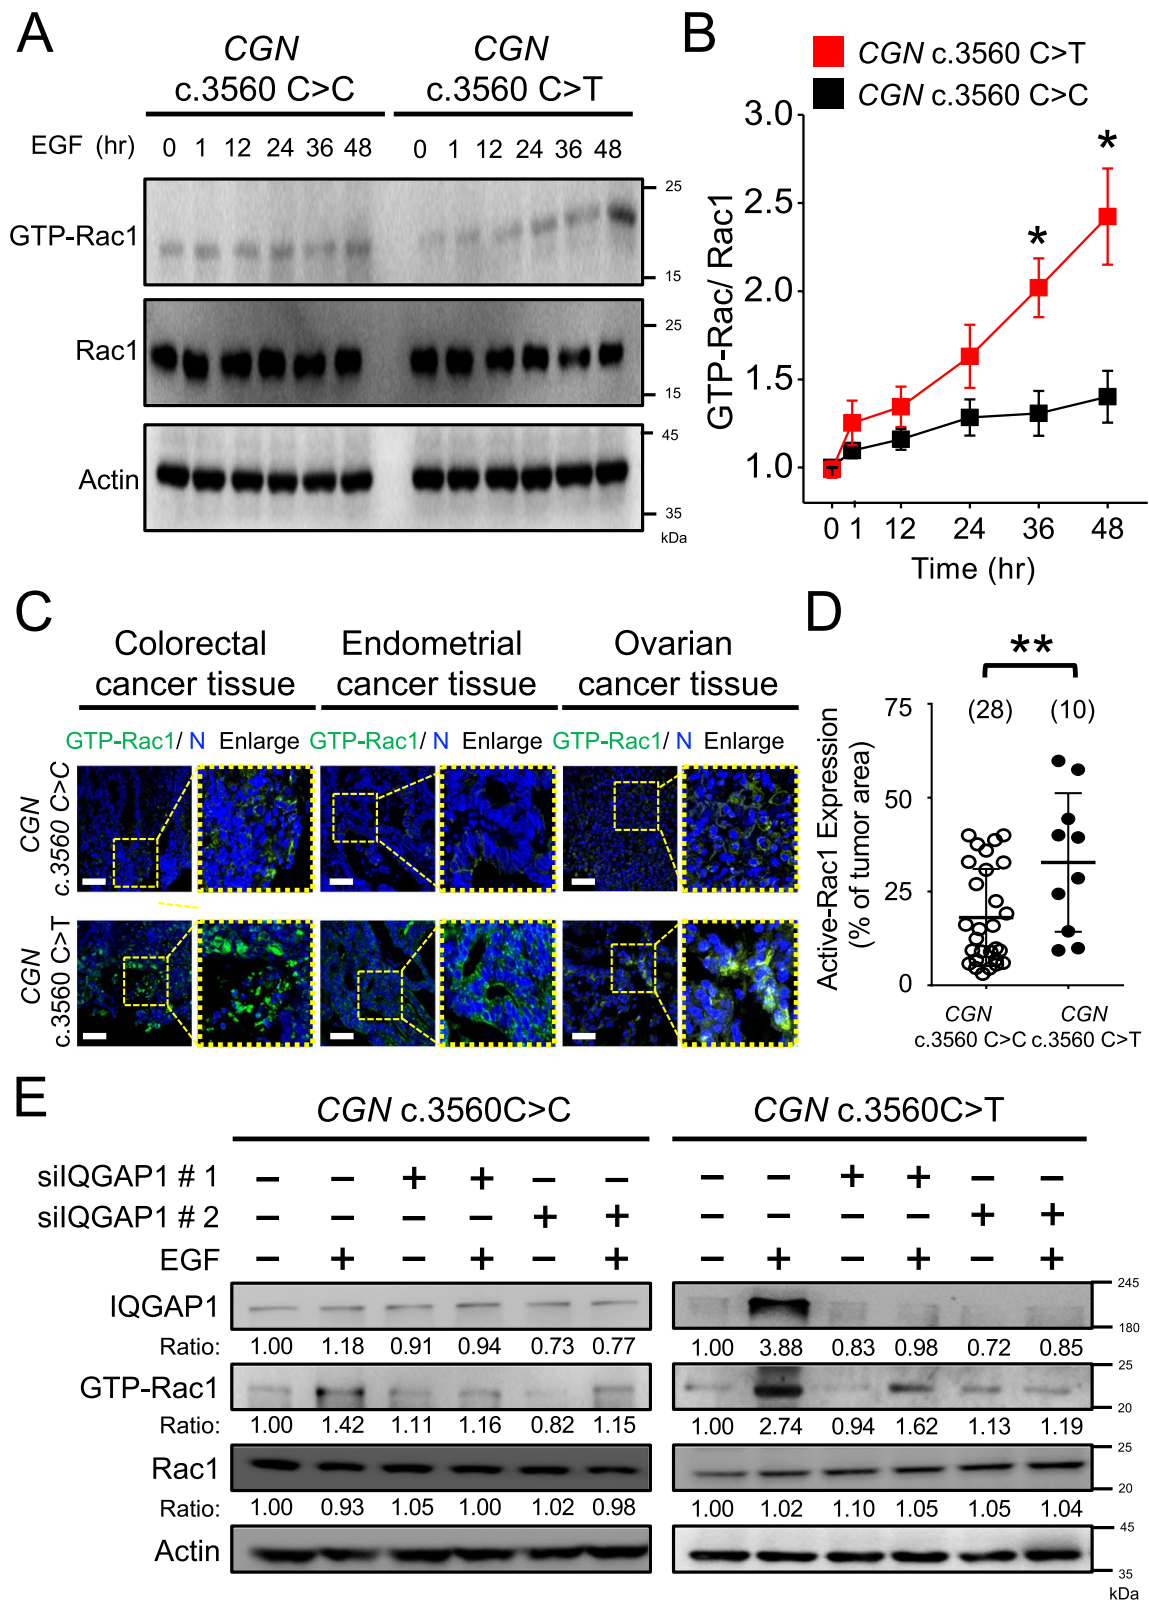 A
CGN
c.3560 C>C
CGN
c.3560 C>T
EGF (hr)
0 1 12 24 36 48
0 1 12 24 36 48
GTP-Rac1
25
15
Rac1
25
15
Actin
45
35
kDa
B
CGN c.3560 C>T
CGN c.3560 C>C
GTP-Rac/ Rac1
3.0
2.5
2.0
1.5
1.0
*
*
0 1 12 24 36 48
Time (hr)
C
Colorectal
cancer tissue
Endometrial
cancer tissue
Ovarian
cancer tissue
GTP-Rac1/ N Enlarge GTP-Rac1/ N Enlarge GTP-Rac1/ N Enlarge
CGN
c.3560 C>C
CGN
c.3560 C>T
D
**
Active-Rac1 Expression
(% of tumor area)
75
50
25
0
(28)
(10)
CGN
c.3560 C>C
CGN
c.3560 C>T
E
CGN c.3560C>C
CGN c.3560C>T
siIQGAP1 # 1 − − + + − − − − + + − −
siIQGAP1 # 2 − − − − + + − − − − + +
EGF − + − + − + − + − + − +
IQGAP1
245
180
Ratio: 1.00 1.18 0.91 0.94 0.73 0.77 1.00 3.88 0.83 0.98 0.72 0.85
GTP-Rac1
25
20
Ratio: 1.00 1.42 1.11 1.16 0.82 1.15 1.00 2.74 0.94 1.62 1.13 1.19
Rac1
25
20
Ratio: 1.00 0.93 1.05 1.00 1.02 0.98 1.00 1.02 1.10 1.05 1.05 1.04
Actin
45
35
kDa